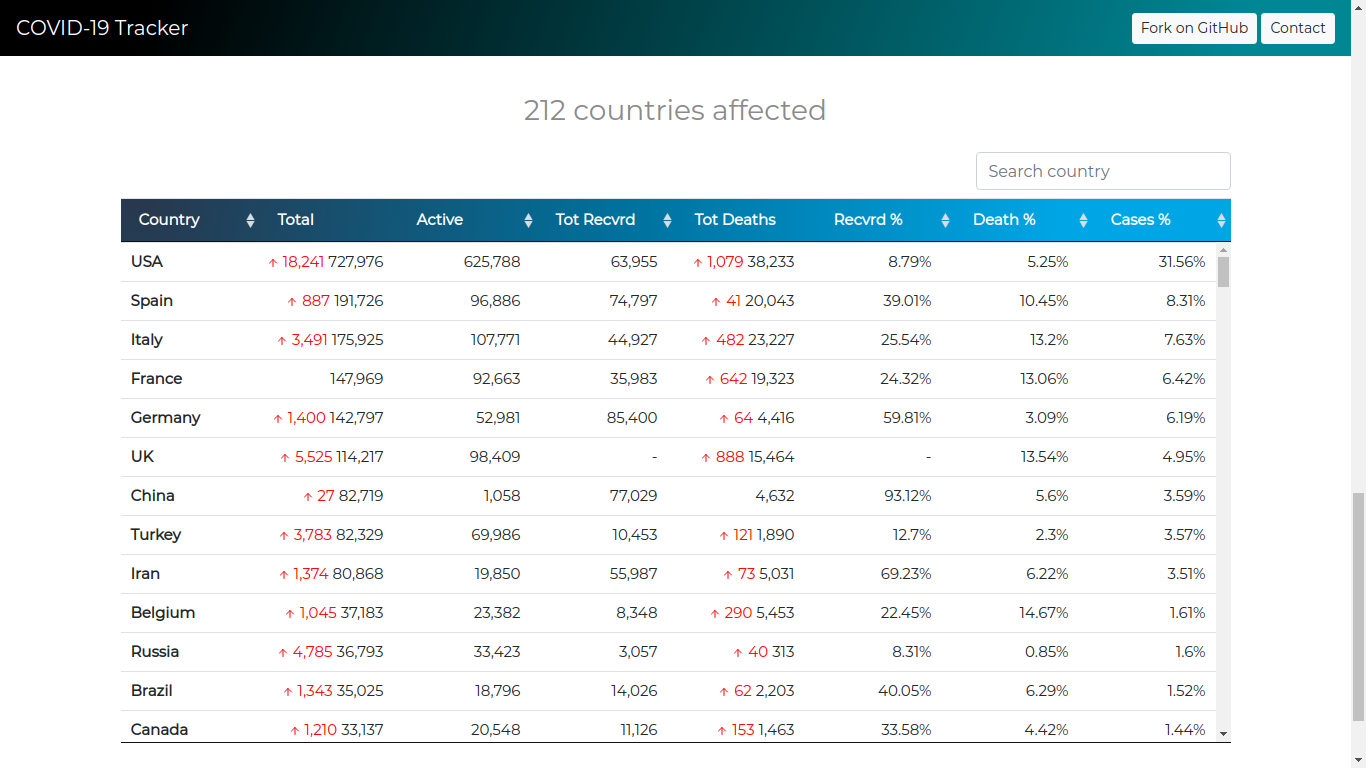 COVID-19 Tracker Fork on GitHub Contact
212 countries affected
Search country
Country Total Active Tot Recvrd Tot Deaths Recvrd % Death % Cases %
USA ↑ 18,241 727,976 625,788 63,955 ↑ 1,079 38,233 8.79% 5.25% 31.56%
Spain ↑ 887 191,726 96,886 74,797 ↑ 41 20,043 39.01% 10.45% 8.31%
Italy ↑ 3,491 175,925 107,771 44,927 ↑ 482 23,227 25.54% 13.2% 7.63%
France 147,969 92,663 35,983 ↑ 642 19,323 24.32% 13.06% 6.42%
Germany ↑ 1,400 142,797 52,981 85,400 ↑ 64 4,416 59.81% 3.09% 6.19%
UK ↑ 5,525 114,217 98,409 - ↑ 888 15,464 - 13.54% 4.95%
China ↑ 27 82,719 1,058 77,029 4,632 93.12% 5.6% 3.59%
Turkey ↑ 3,783 82,329 69,986 10,453 ↑ 121 1,890 12.7% 2.3% 3.57%
Iran ↑ 1,374 80,868 19,850 55,987 ↑ 73 5,031 69.23% 6.22% 3.51%
Belgium ↑ 1,045 37,183 23,382 8,348 ↑ 290 5,453 22.45% 14.67% 1.61%
Russia ↑ 4,785 36,793 33,423 3,057 ↑ 40 313 8.31% 0.85% 1.6%
Brazil ↑ 1,343 35,025 18,796 14,026 ↑ 62 2,203 40.05% 6.29% 1.52%
Canada ↑ 1,210 33,137 20,548 11,126 ↑ 153 1,463 33.58% 4.42% 1.44%